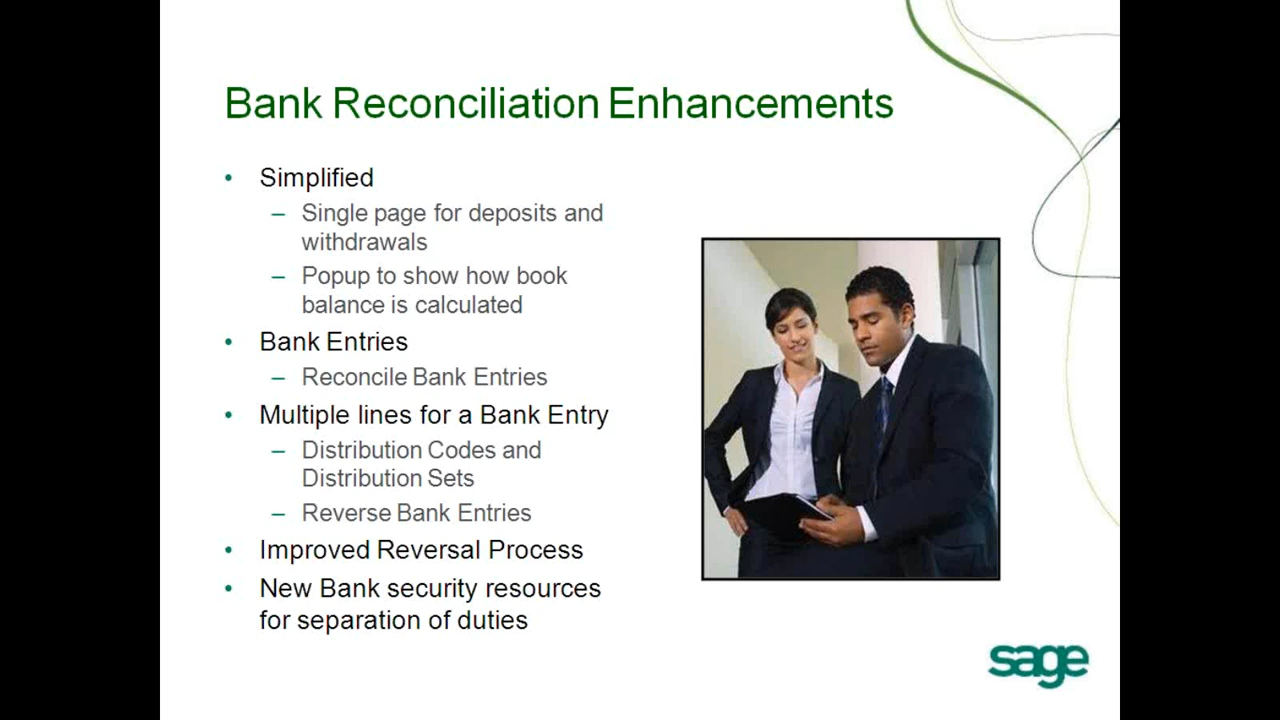 Bank Reconciliation Enhancements
• Simplified
– Single page for deposits and
withdrawals
– Popup to show how book
balance is calculated
• Bank Entries
– Reconcile Bank Entries
• Multiple lines for a Bank Entry
– Distribution Codes and
Distribution Sets
– Reverse Bank Entries
• Improved Reversal Process
• New Bank security resources
for separation of duties
sage